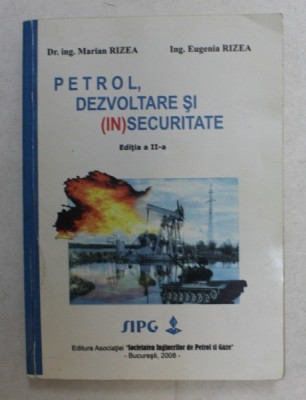 Dr. ing. Marian RIZEA Ing. Eugenia RIZEA
PETROL,
DEZVOLTARE ŞI
(IN)SECURITATE
Ediţia a II-a
SIPG
Editura Asociaţiei "Societatea Inginerilor de Petrol si Gaze"
- Bucureşti, 2008 -